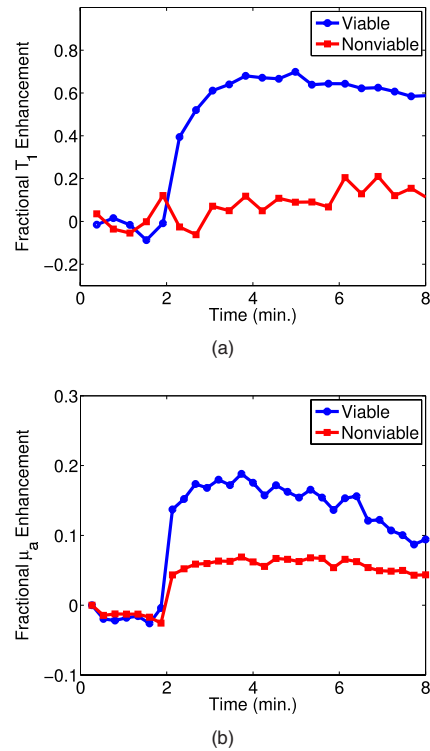 Viable
Nonviable
Fractional T1 Enhancement
0.8
0.6
0.4
0.2
0
−0.2
0 2 4 6 8
Time (min.)
(a)
Viable
Nonviable
Fractional μa Enhancement
0.3
0.2
0.1
0
−0.1
0 2 4 6 8
Time (min.)
(b)